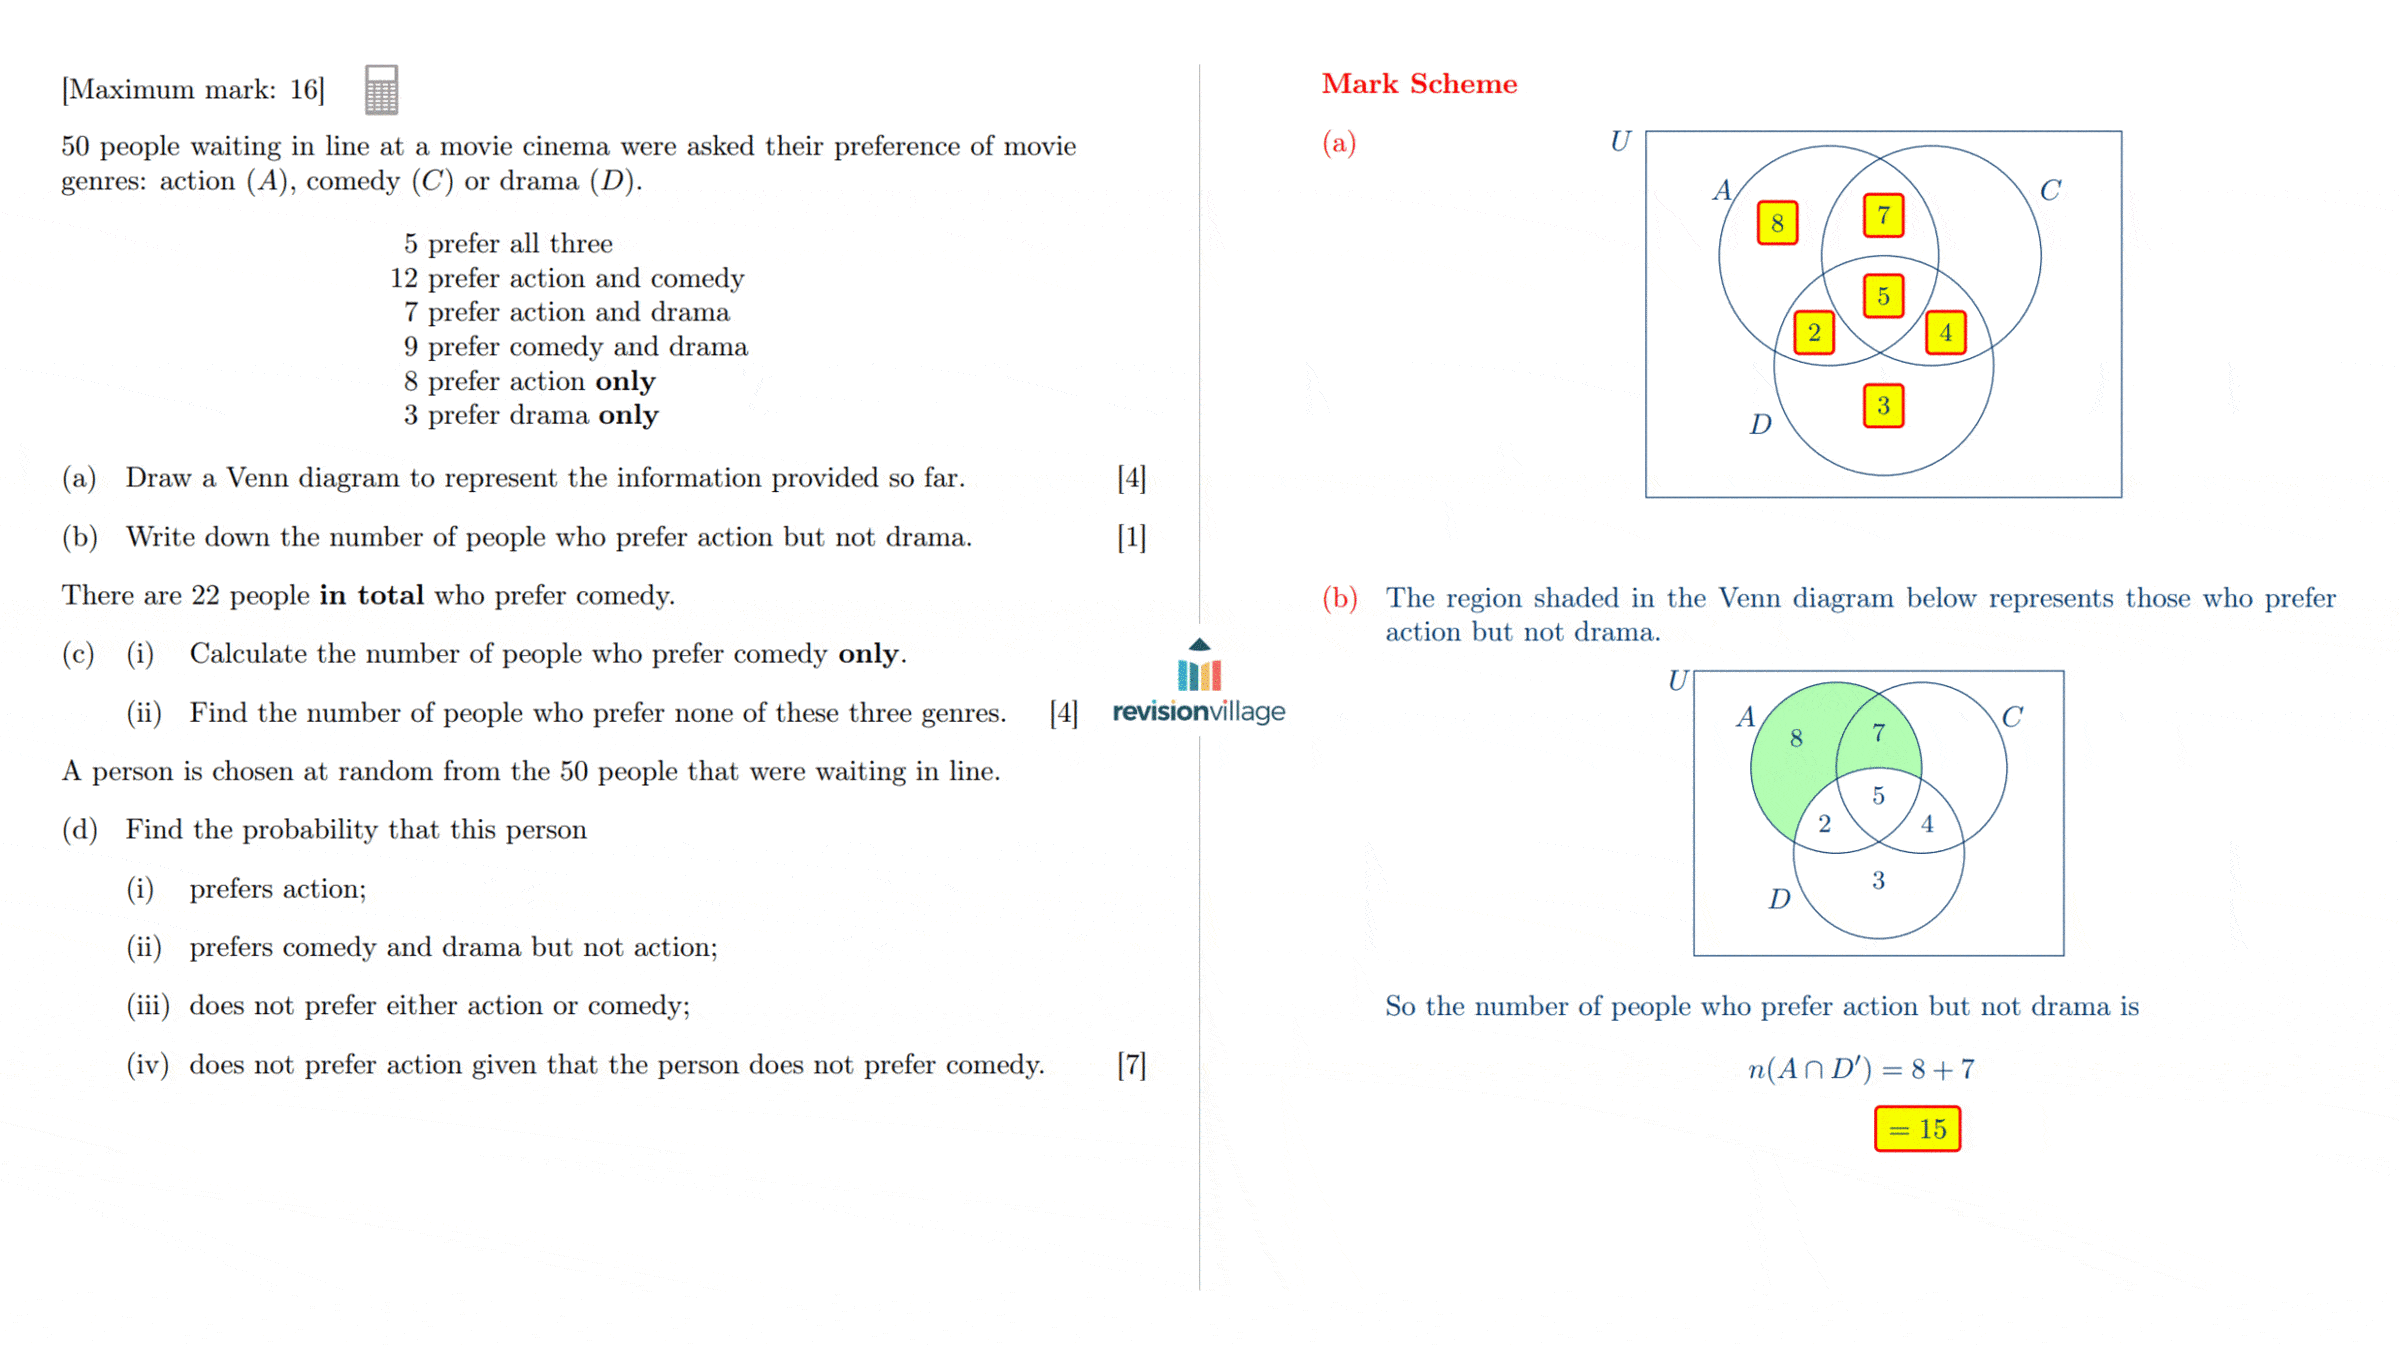 [Maximum mark: 16]
50 people waiting in line at a movie cinema were asked their preference of movie
genres: action (A), comedy (C) or drama (D).
5 prefer all three
12 prefer action and comedy
7 prefer action and drama
9 prefer comedy and drama
8 prefer action only
3 prefer drama only
(a) Draw a Venn diagram to represent the information provided so far. [4]
(b) Write down the number of people who prefer action but not drama. [1]
There are 22 people in total who prefer comedy.
(c) (i) Calculate the number of people who prefer comedy only.
(ii) Find the number of people who prefer none of these three genres. [4]
A person is chosen at random from the 50 people that were waiting in line.
(d) Find the probability that this person
(i) prefers action;
(ii) prefers comedy and drama but not action;
(iii) does not prefer either action or comedy;
(iv) does not prefer action given that the person does not prefer comedy. [7]
revisionvillage
Mark Scheme
(a)
U
A
C
8
7
5
2
4
3
D
(b) The region shaded in the Venn diagram below represents those who prefer
action but not drama.
U
A
C
8
7
5
2
4
3
D
So the number of people who prefer action but not drama is
n(A ∩ D′) = 8 + 7
= 15